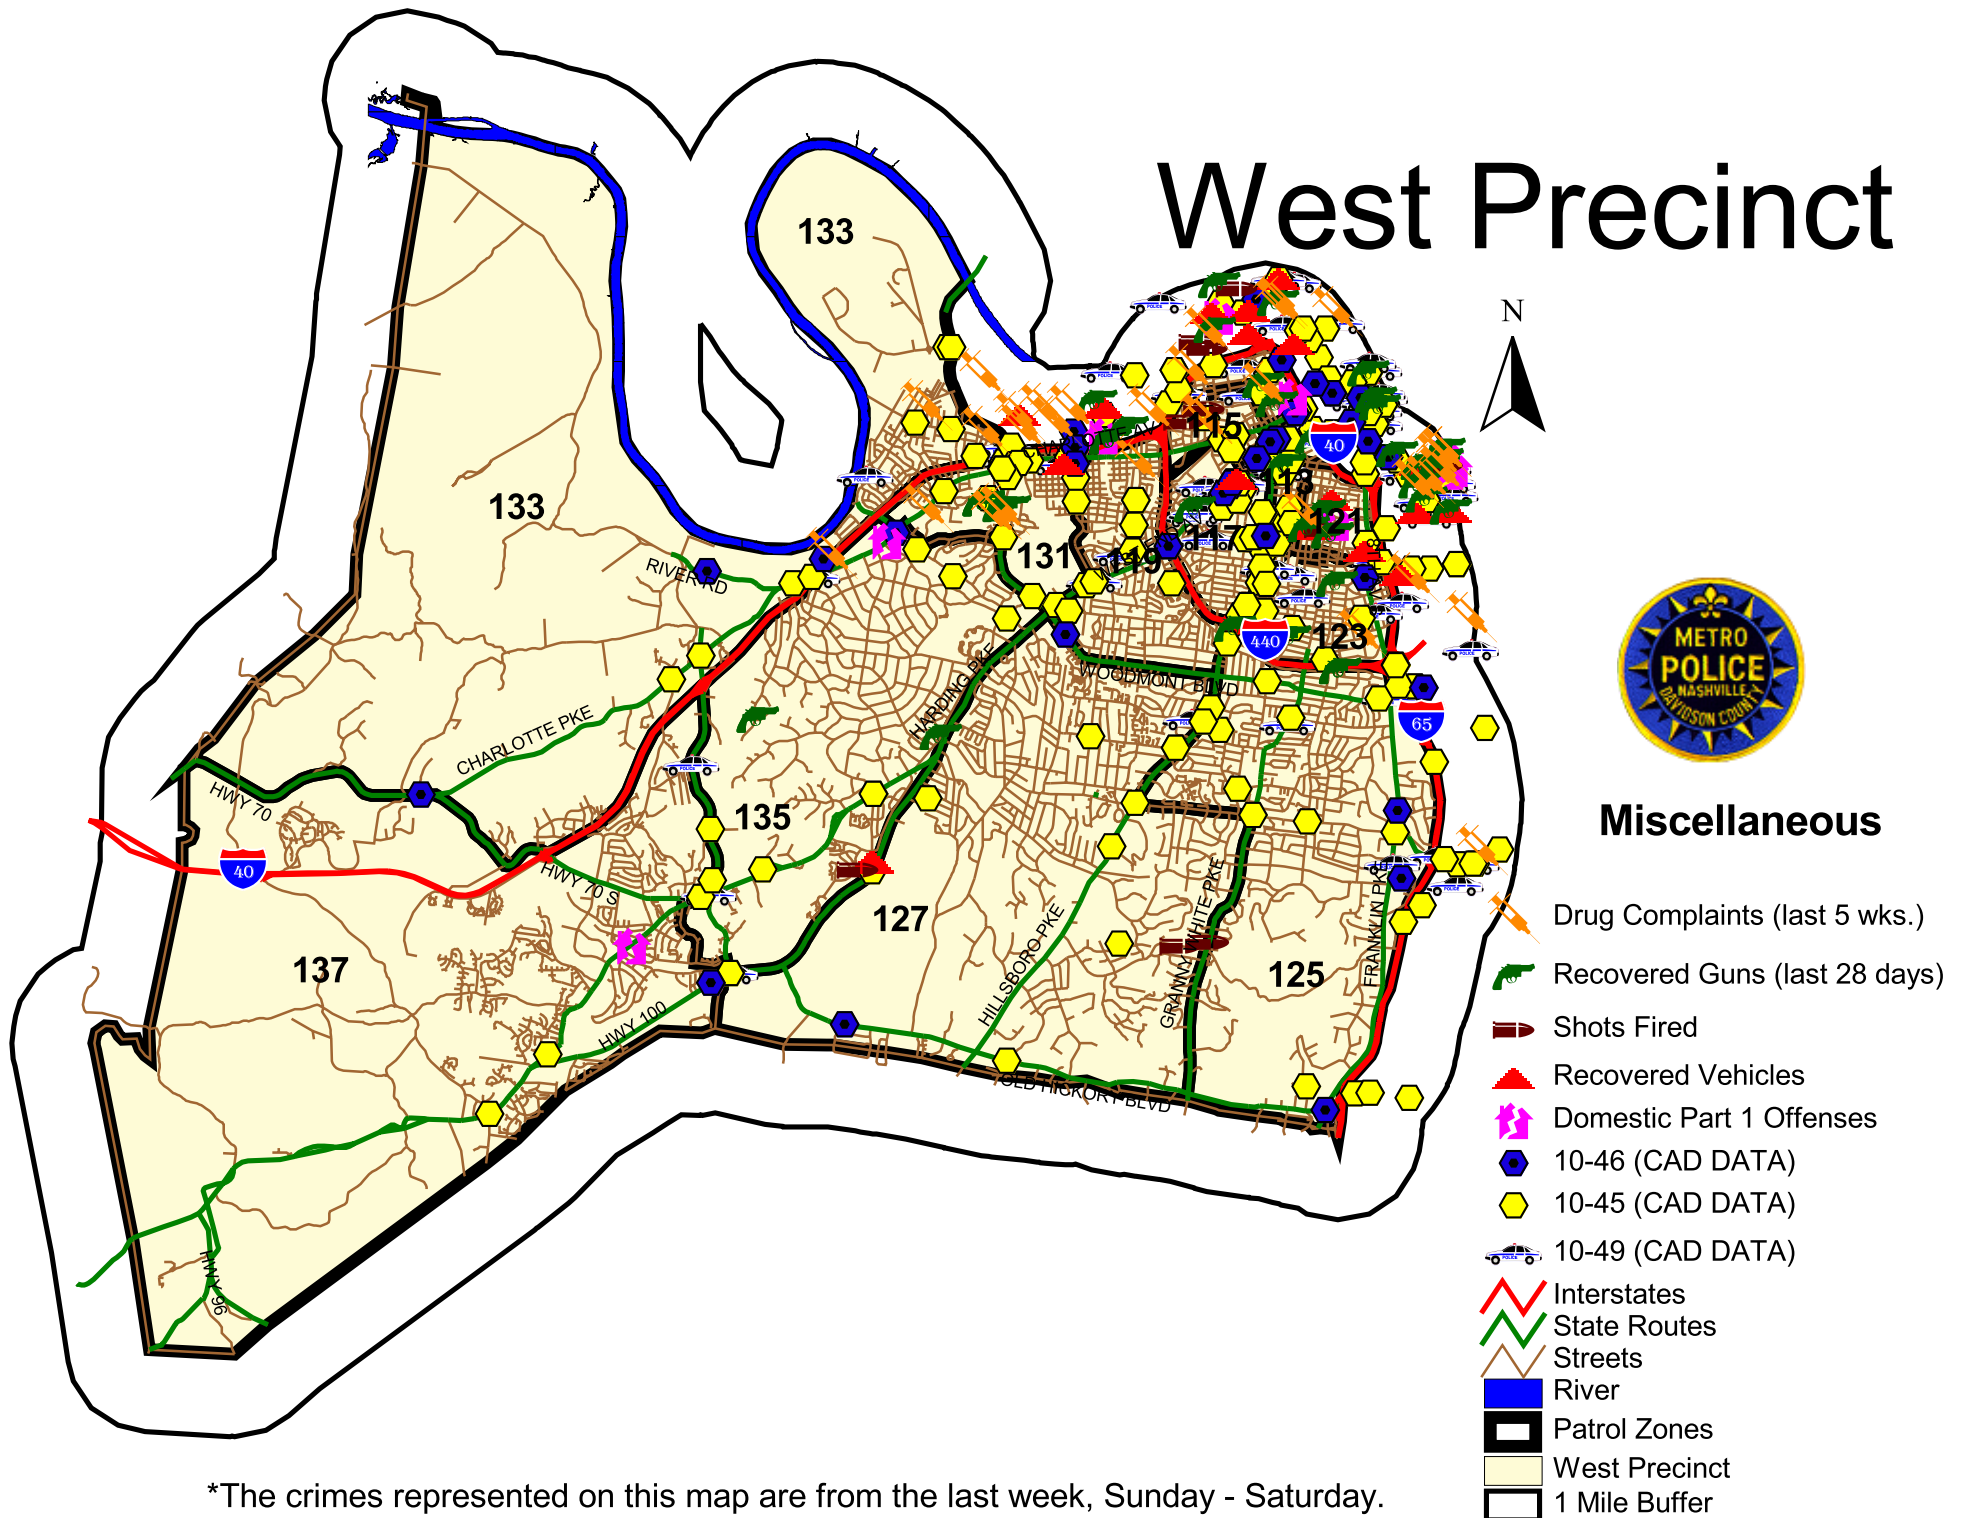 West Precinct
N
133
133
115
CHARLOTTE AV
40
118
121
117
119
131
RIVER RD
440
123
WOODMONT BLVD
HARDING PKE
65
CHARLOTTE PKE
HWY 70
135
40
HWY 70 S
127
137
HILLSBORO PKE
GRANNY WHITE PKE
FRANKLIN PKE
125
HWY 100
OLD HICKORY BLVD
HWY 96
METRO
POLICE
NASHVILLE
DAVIDSON COUNTY
Miscellaneous
Drug Complaints (last 5 wks.)
Recovered Guns (last 28 days)
Shots Fired
Recovered Vehicles
Domestic Part 1 Offenses
10-46 (CAD DATA)
10-45 (CAD DATA)
POLICE
10-49 (CAD DATA)
Interstates
State Routes
Streets
River
Patrol Zones
West Precinct
1 Mile Buffer
*The crimes represented on this map are from the last week, Sunday - Saturday.